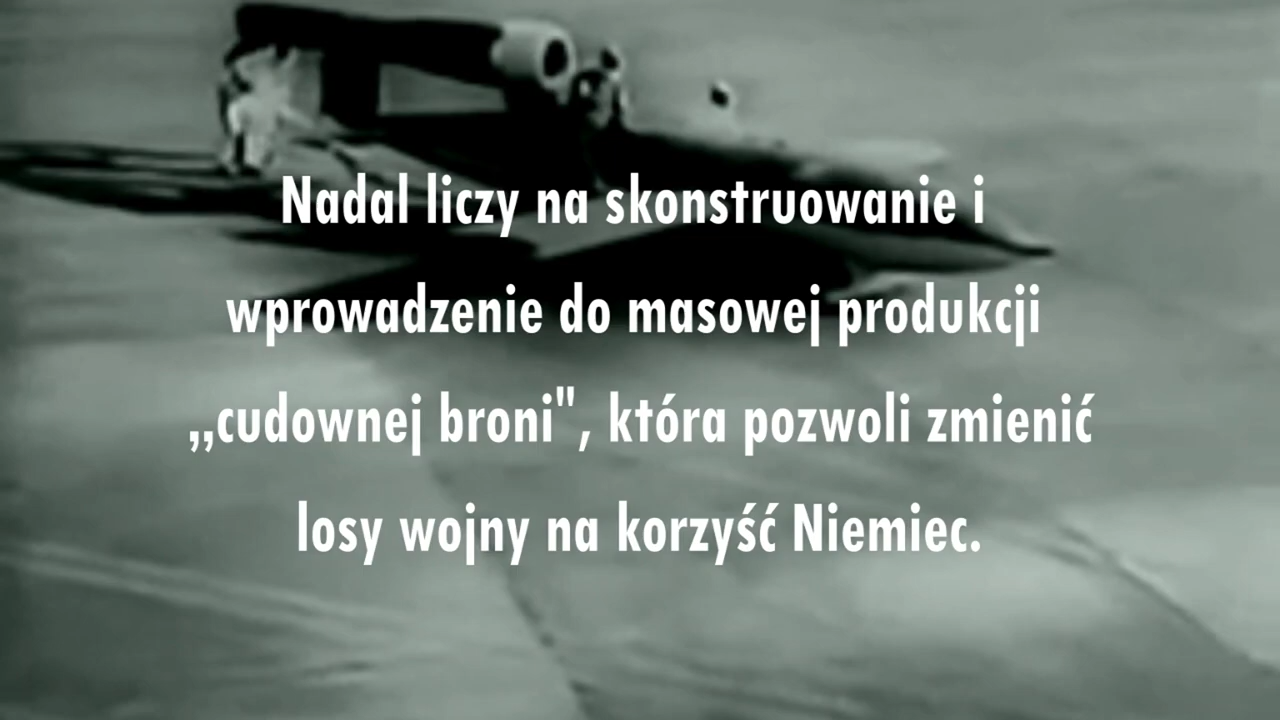 Nadal liczy na skonstruowanie i
wprowadzenie do masowej produkcji
„cudownej broni", która pozwoli zmienić
losy wojny na korzyść Niemiec.